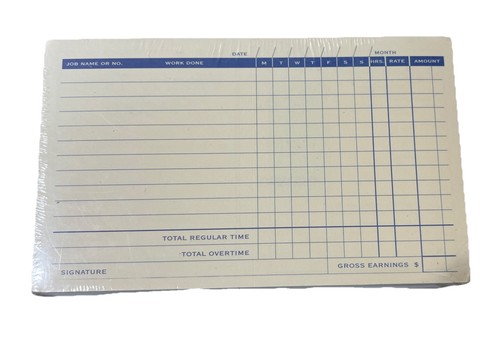 DATE / / / / / / / MONTH
JOB NAME OR NO. WORK DONE M T W T F S S HRS. RATE AMOUNT
TOTAL REGULAR TIME
TOTAL OVERTIME
SIGNATURE GROSS EARNINGS $